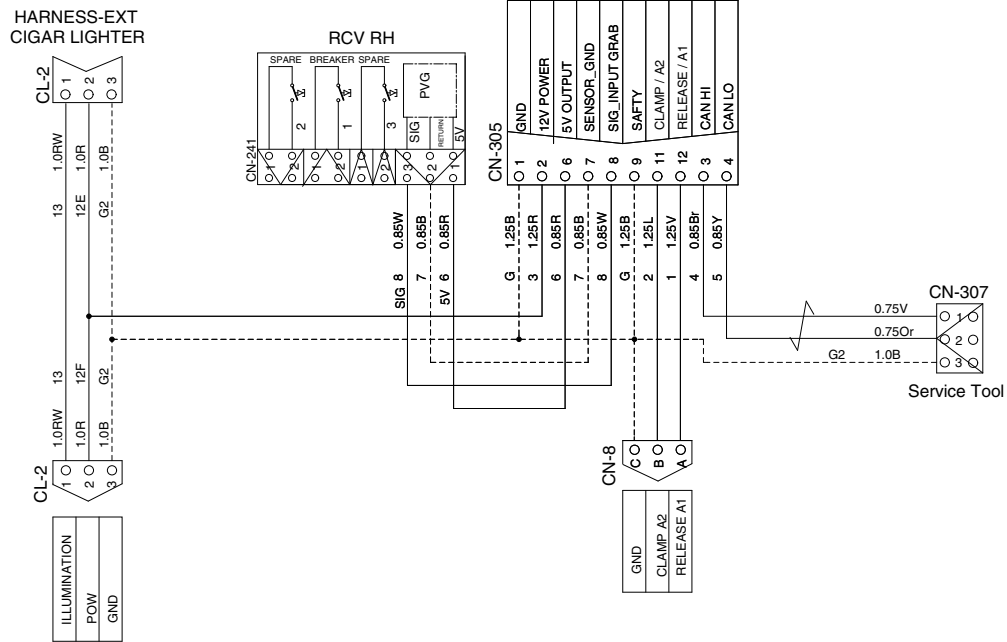 HARNESS-EXT
CIGAR LIGHTER
CL-2
1
2
3
1.0RW
1.0R
1.0B
13
12E
G2
13
12F
G2
1.0RW
1.0R
1.0B
CL-2
1
2
3
ILLUMINATION
POW
GND
RCV RH
SPARE
BREAKER
SPARE
2
1
3
PVG
SIG
RETURN
5V
CN-241
1
2
1
2
1
2
3
2
1
0.85W
0.85B
0.85R
SIG 8
7
5V 6
GND
12V POWER
5V OUTPUT
SENSOR_GND
SIG_INPUT GRAB
SAFTY
CLAMP / A2
RELEASE / A1
CAN HI
CAN LO
CN-305
1
2
6
7
8
9
11
12
3
4
1.25B
1.25R
0.85R
0.85B
0.85W
1.25B
1.25L
1.25V
0.85Br
0.85Y
G
3
6
7
8
G
2
1
4
5
CN-307
0.75V
1
0.75Or
2
G2
1.0B
3
Service Tool
CN-8
C
B
A
GND
CLAMP A2
RELEASE A1